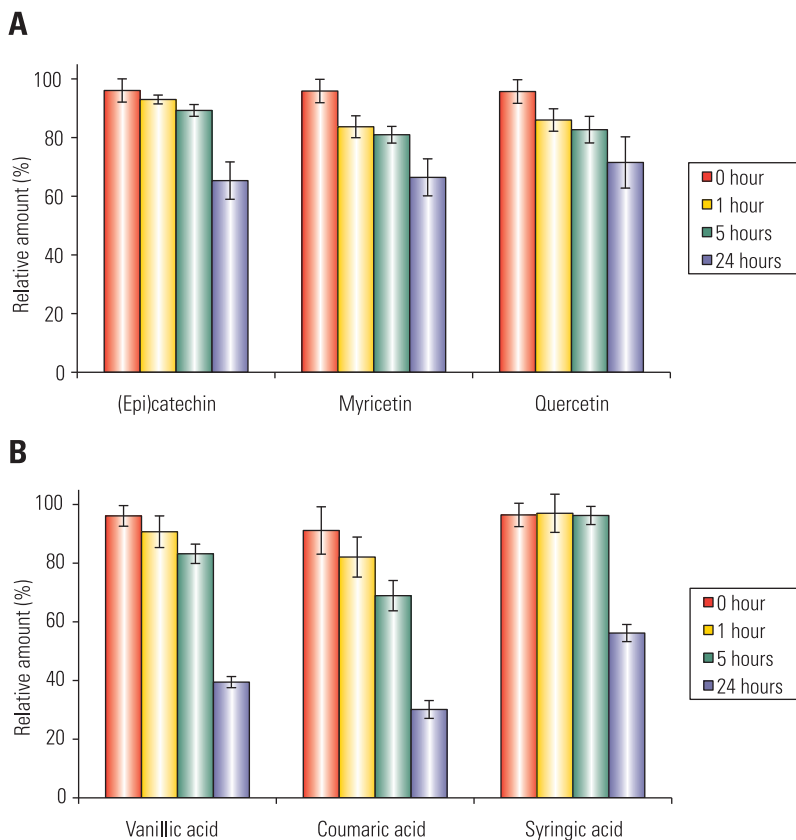 A
Relative amount (%)
100
80
60
40
20
0
(Epi)catechin
Myricetin
Quercetin
0 hour
1 hour
5 hours
24 hours
B
Relative amount (%)
100
80
60
40
20
0
Vanillic acid
Coumaric acid
Syringic acid
0 hour
1 hour
5 hours
24 hours